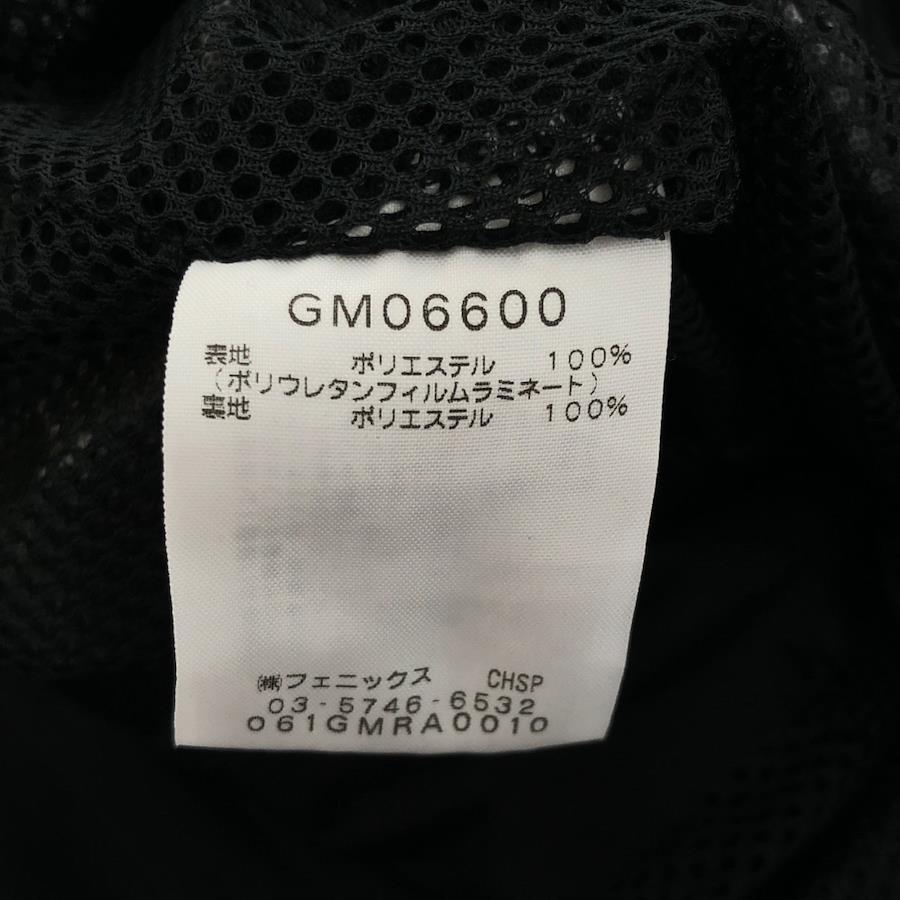 GM06600
表地 ポリエステル 100%
(ポリウレタンフィルムラミネート)
裏地 ポリエステル 100%
㈱フェニックス CHSP
03-5746-6532
061GMRA0010